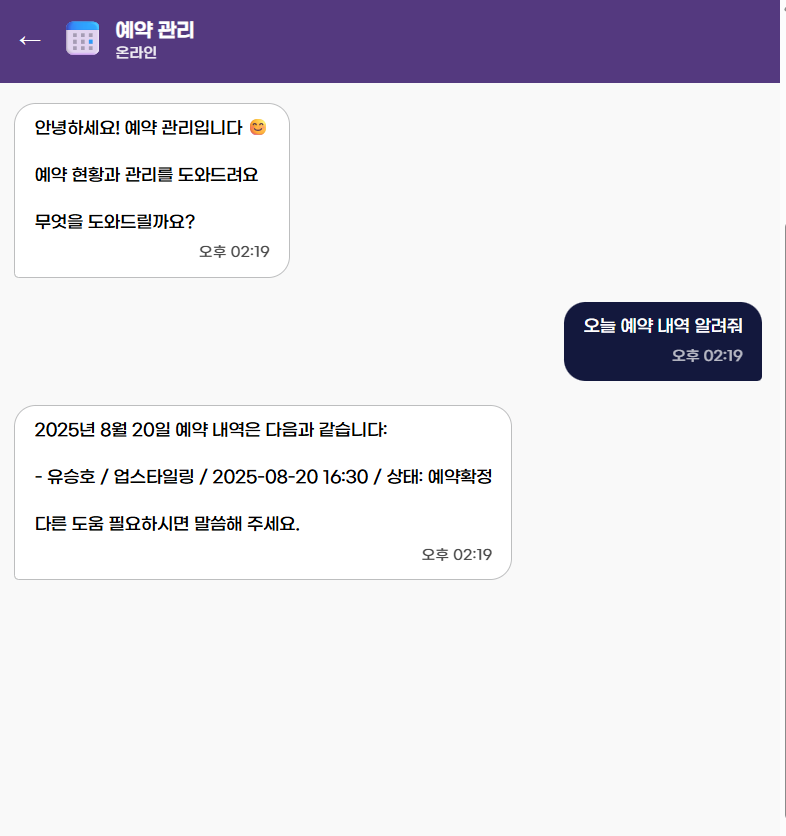 예약 관리
온라인
안녕하세요! 예약 관리입니다 😊
예약 현황과 관리를 도와드려요
무엇을 도와드릴까요?
오후 02:19
오늘 예약 내역 알려줘
오후 02:19
2025년 8월 20일 예약 내역은 다음과 같습니다:
- 유승호 / 업스타일링 / 2025-08-20 16:30 / 상태: 예약확정
다른 도움 필요하시면 말씀해 주세요.
오후 02:19